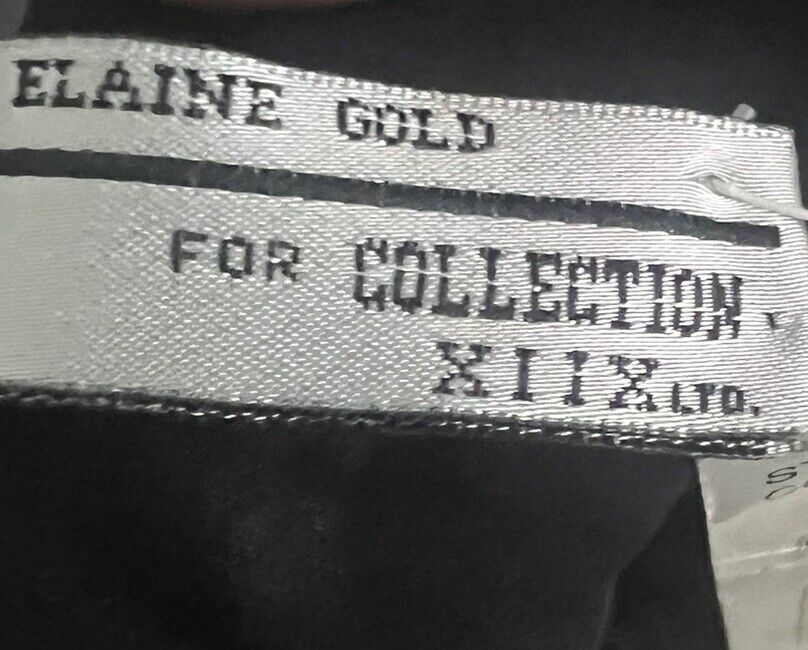 ELAINE GOLD
FOR COLLECTION
XIIX LTD.